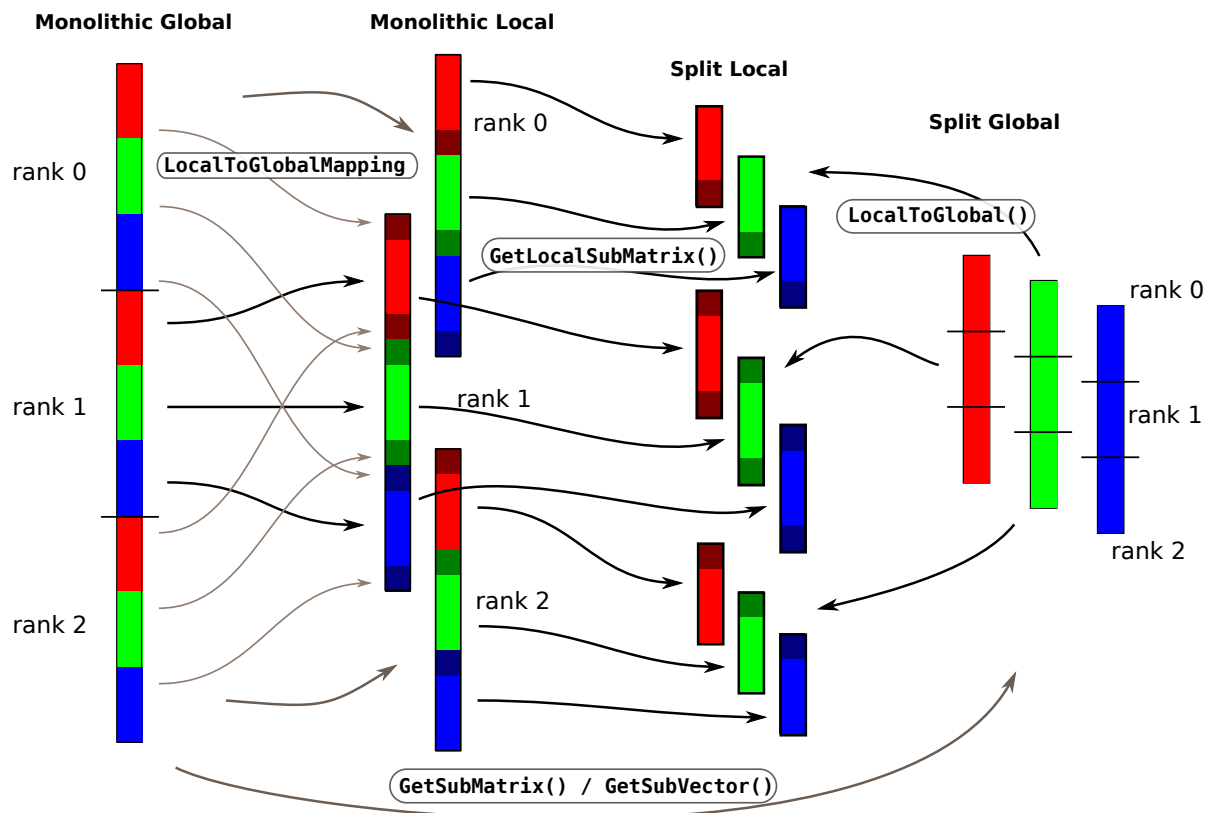 Monolithic Global
Monolithic Local
Split Local
Split Global
rank 0
rank 0
LocalToGlobalMapping
LocalToGlobal()
GetLocalSubMatrix()
rank 0
rank 1
rank 1
rank 1
rank 2
rank 2
rank 2
GetSubMatrix() / GetSubVector()